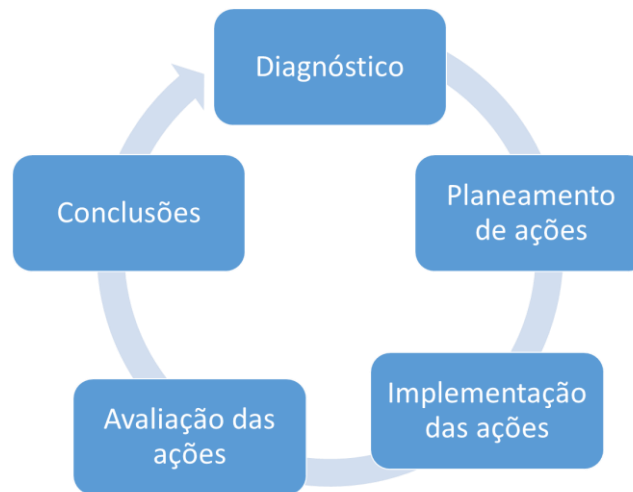 Diagnóstico
Planeamento
de ações
Implementação
das ações
Avaliação das
ações
Conclusões